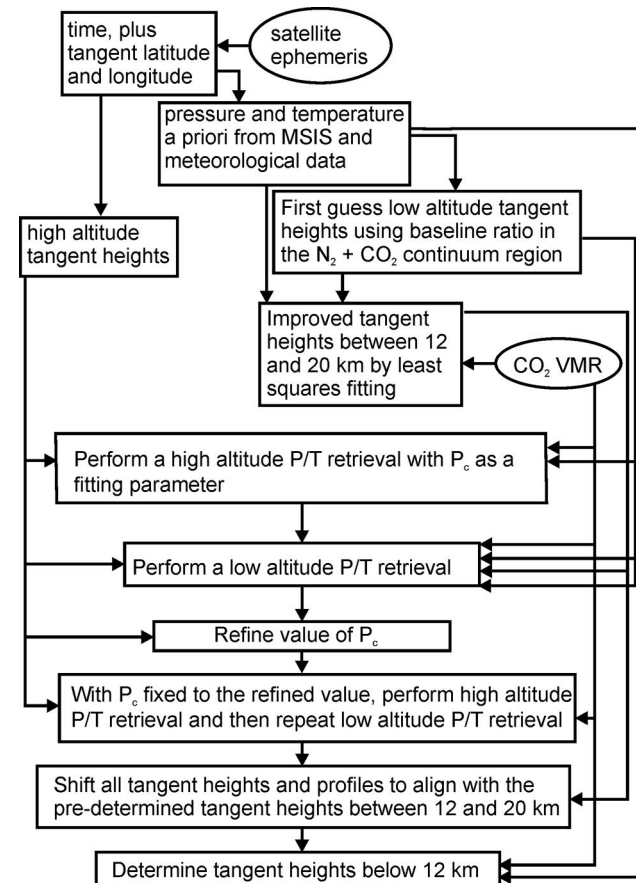 time, plus
tangent latitude
and longitude
satellite
ephemeris
pressure and temperature
a priori from MSIS and
meteorological data
high altitude
tangent heights
First guess low altitude tangent
heights using baseline ratio in
the N₂ + CO₂ continuum region
Improved tangent
heights between 12
and 20 km by least
squares fitting
CO₂ VMR
Perform a high altitude P/T retrieval with P_c as a
fitting parameter
Perform a low altitude P/T retrieval
Refine value of P_c
With P_c fixed to the refined value, perform high altitude
P/T retrieval and then repeat low altitude P/T retrieval
Shift all tangent heights and profiles to align with the
pre-determined tangent heights between 12 and 20 km
Determine tangent heights below 12 km